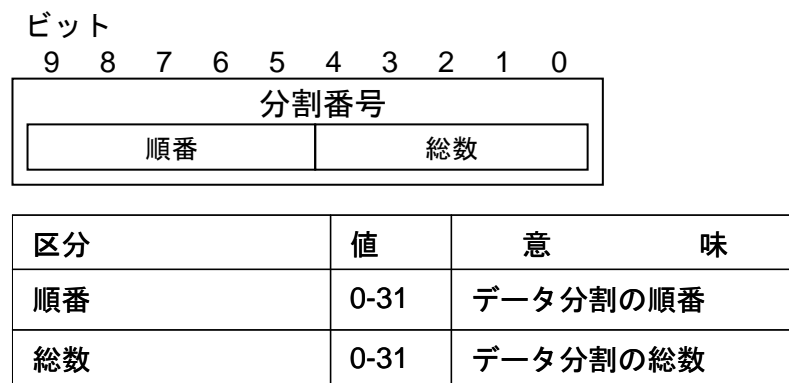 ビット
9 8 7 6 5 4 3 2 1 0
分割番号
順番 総数
区分 値 意 味
順番 0-31 データ分割の順番
総数 0-31 データ分割の総数